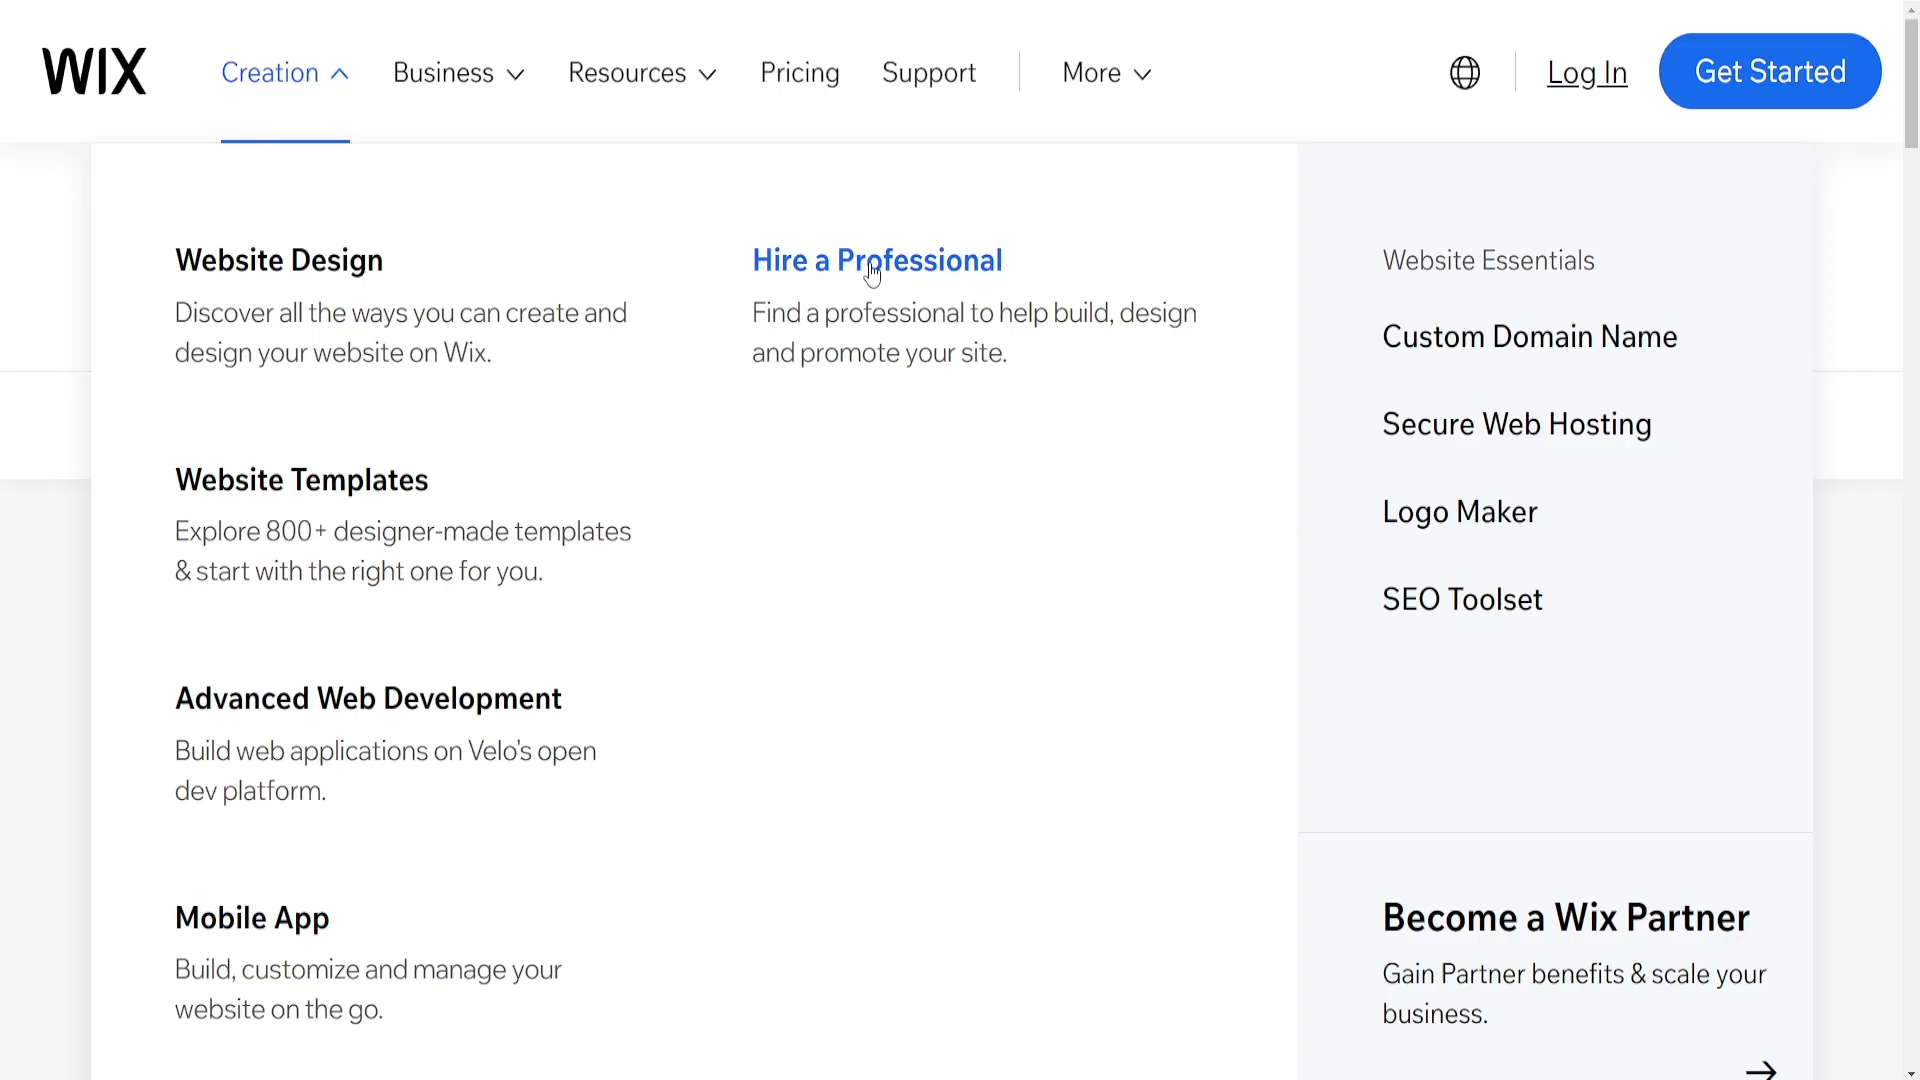 WIX
Creation
Business
Resources
Pricing
Support
More
Log In
Get Started
Website Design
Discover all the ways you can create and
design your website on Wix.
Hire a Professional
Find a professional to help build, design
and promote your site.
Website Templates
Explore 800+ designer-made templates
& start with the right one for you.
Advanced Web Development
Build web applications on Velo's open
dev platform.
Mobile App
Build, customize and manage your
website on the go.
Website Essentials
Custom Domain Name
Secure Web Hosting
Logo Maker
SEO Toolset
Become a Wix Partner
Gain Partner benefits & scale your
business.